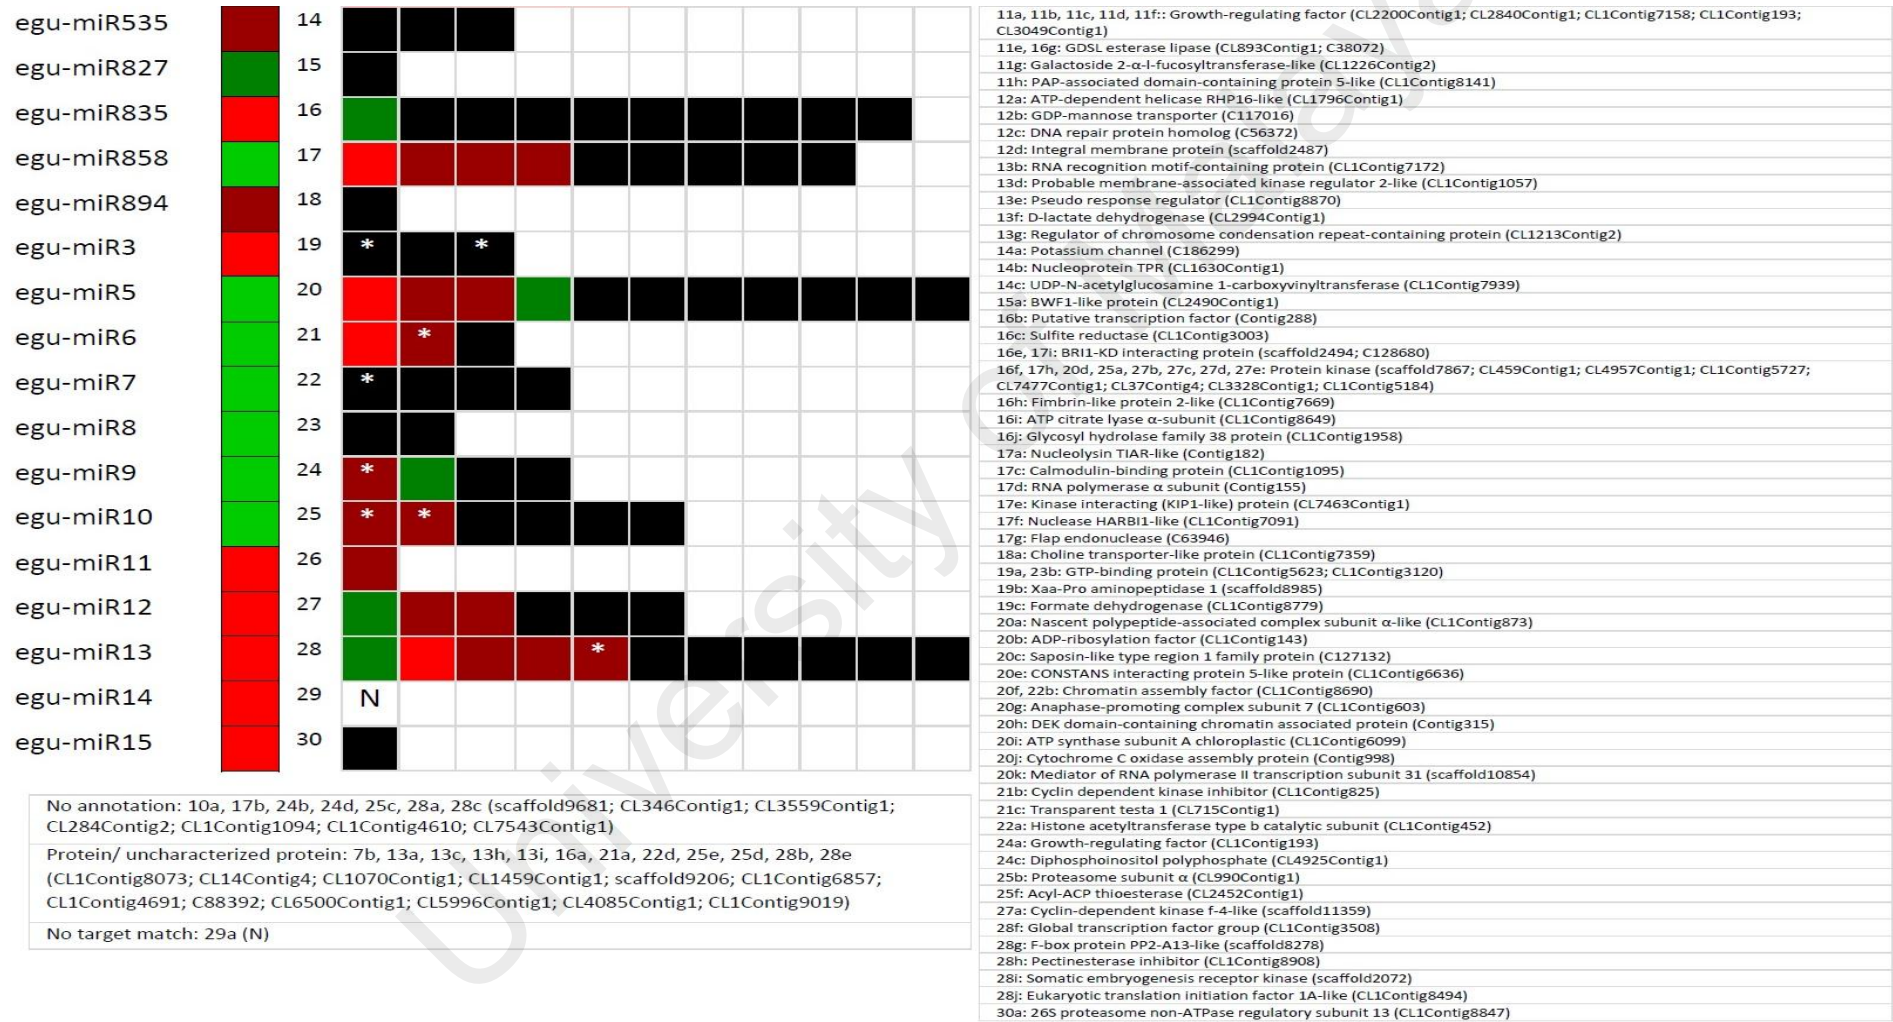 egu-miR535 14
egu-miR827 15
egu-miR835 16
egu-miR858 17
egu-miR894 18
egu-miR3 19 * *
egu-miR5 20
egu-miR6 21 *
egu-miR7 22 *
egu-miR8 23
egu-miR9 24 *
egu-miR10 25 * *
egu-miR11 26
egu-miR12 27
egu-miR13 28 *
egu-miR14 29 N
egu-miR15 30
No annotation: 10a, 17b, 24b, 24d, 25c, 28a, 28c (scaffold9681; CL346Contig1; CL3559Contig1;
CL284Contig2; CL1Contig1094; CL1Contig4610; CL7543Contig1)
Protein/ uncharacterized protein: 7b, 13a, 13c, 13h, 13i, 16a, 21a, 22d, 25e, 25d, 28b, 28e
(CL1Contig8073; CL14Contig4; CL1070Contig1; CL1459Contig1; scaffold9206; CL1Contig6857;
CL1Contig4691; C88392; CL6500Contig1; CL5996Contig1; CL4085Contig1; CL1Contig9019)
No target match: 29a (N)
11a, 11b, 11c, 11d, 11f:: Growth-regulating factor (CL2200Contig1; CL2840Contig1; CL1Contig7158; CL1Contig193;
CL3049Contig1)
11e, 16g: GDSL esterase lipase (CL893Contig1; C38072)
11g: Galactoside 2-α-l-fucosyltransferase-like (CL1226Contig2)
11h: PAP-associated domain-containing protein 5-like (CL1Contig8141)
12a: ATP-dependent helicase RHP16-like (CL1796Contig1)
12b: GDP-mannose transporter (C117016)
12c: DNA repair protein homolog (C56372)
12d: Integral membrane protein (scaffold2487)
13b: RNA recognition motif-containing protein (CL1Contig7172)
13d: Probable membrane-associated kinase regulator 2-like (CL1Contig1057)
13e: Pseudo response regulator (CL1Contig8870)
13f: D-lactate dehydrogenase (CL2994Contig1)
13g: Regulator of chromosome condensation repeat-containing protein (CL1213Contig2)
14a: Potassium channel (C186299)
14b: Nucleoprotein TPR (CL1630Contig1)
14c: UDP-N-acetylglucosamine 1-carboxyvinyltransferase (CL1Contig7939)
15a: BWF1-like protein (CL2490Contig1)
16b: Putative transcription factor (Contig288)
16c: Sulfite reductase (CL1Contig3003)
16e, 17i: BRI1-KD interacting protein (scaffold2494; C128680)
16f, 17h, 20d, 25a, 27b, 27c, 27d, 27e: Protein kinase (scaffold7867; CL459Contig1; CL4957Contig1; CL1Contig5727;
CL7477Contig1; CL37Contig4; CL3328Contig1; CL1Contig5184)
16h: Fimbrin-like protein 2-like (CL1Contig7669)
16i: ATP citrate lyase α-subunit (CL1Contig8649)
16j: Glycosyl hydrolase family 38 protein (CL1Contig1958)
17a: Nucleolysin TIAR-like (Contig182)
17c: Calmodulin-binding protein (CL1Contig1095)
17d: RNA polymerase α subunit (Contig155)
17e: Kinase interacting (KIP1-like) protein (CL7463Contig1)
17f: Nuclease HARBI1-like (CL1Contig7091)
17g: Flap endonuclease (C63946)
18a: Choline transporter-like protein (CL1Contig7359)
19a, 23b: GTP-binding protein (CL1Contig5623; CL1Contig3120)
19b: Xaa-Pro aminopeptidase 1 (scaffold8985)
19c: Formate dehydrogenase (CL1Contig8779)
20a: Nascent polypeptide-associated complex subunit α-like (CL1Contig873)
20b: ADP-ribosylation factor (CL1Contig143)
20c: Saposin-like type region 1 family protein (C127132)
20e: CONSTANS interacting protein 5-like protein (CL1Contig6636)
20f, 22b: Chromatin assembly factor (CL1Contig8690)
20g: Anaphase-promoting complex subunit 7 (CL1Contig603)
20h: DEK domain-containing chromatin associated protein (Contig315)
20i: ATP synthase subunit A chloroplastic (CL1Contig6099)
20j: Cytochrome C oxidase assembly protein (Contig998)
20k: Mediator of RNA polymerase II transcription subunit 31 (scaffold10854)
21b: Cyclin dependent kinase inhibitor (CL1Contig825)
21c: Transparent testa 1 (CL715Contig1)
22a: Histone acetyltransferase type b catalytic subunit (CL1Contig452)
24a: Growth-regulating factor (CL1Contig193)
24c: Diphosphoinositol polyphosphate (CL4925Contig1)
25b: Proteasome subunit α (CL990Contig1)
25f: Acyl-ACP thioesterase (CL2452Contig1)
27a: Cyclin-dependent kinase f-4-like (scaffold11359)
28f: Global transcription factor group (CL1Contig3508)
28g: F-box protein PP2-A13-like (scaffold8278)
28h: Pectinesterase inhibitor (CL1Contig8908)
28i: Somatic embryogenesis receptor kinase (scaffold2072)
28j: Eukaryotic translation initiation factor 1A-like (CL1Contig8494)
30a: 26S proteasome non-ATPase regulatory subunit 13 (CL1Contig8847)
University of Malaya